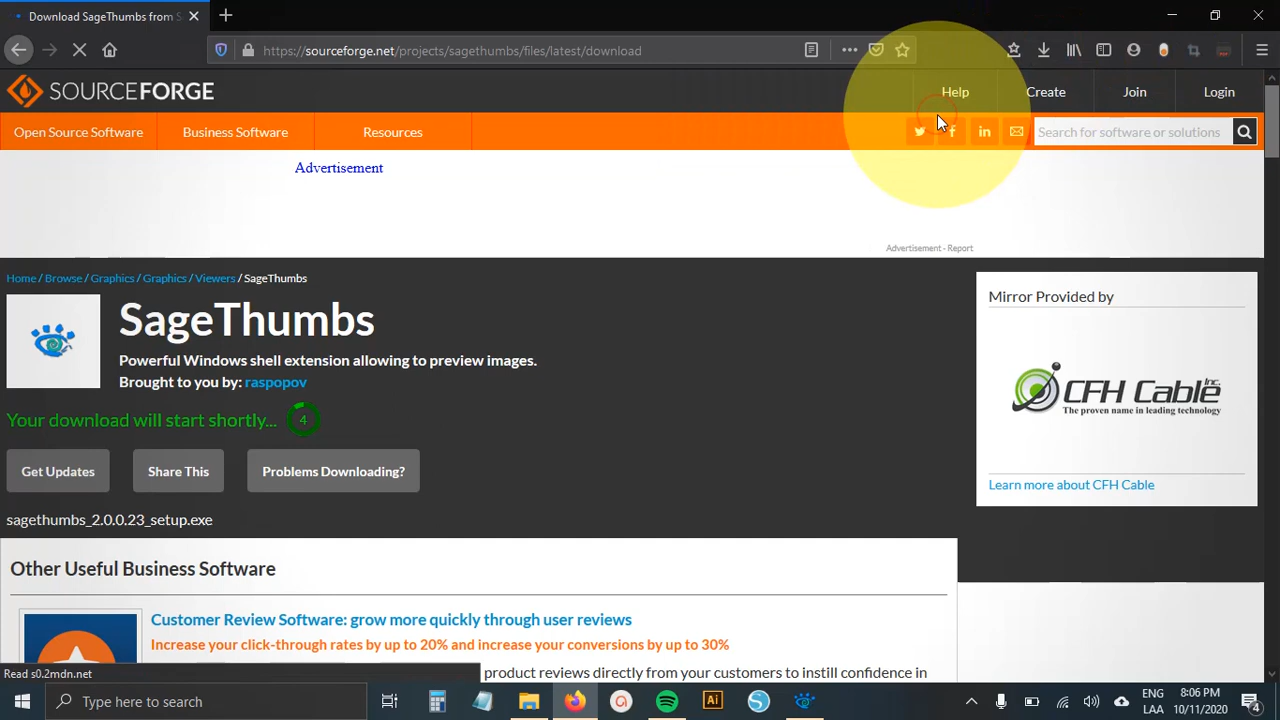 Download SageThumbs from S
https://sourceforge.net/projects/sagethumbs/files/latest/download
SOURCEFORGE
Help
Create
Join
Login
Open Source Software
Business Software
Resources
Search for software or solutions
Advertisement
Advertisement - Report
Home / Browse / Graphics / Graphics / Viewers / SageThumbs
SageThumbs
Powerful Windows shell extension allowing to preview images.
Brought to you by: raspopov
Your download will start shortly... 4
Get Updates
Share This
Problems Downloading?
sagethumbs_2.0.0.23_setup.exe
Mirror Provided by
CFH Cable Inc.
The proven name in leading technology
Learn more about CFH Cable
Other Useful Business Software
Customer Review Software: grow more quickly through user reviews
Increase your click-through rates by up to 20% and increase your conversions by up to 30%
product reviews directly from your customers to instill confidence in
Read s0.2mdn.net
Type here to search
Ai
ENG
LAA
8:06 PM
10/11/2020
4